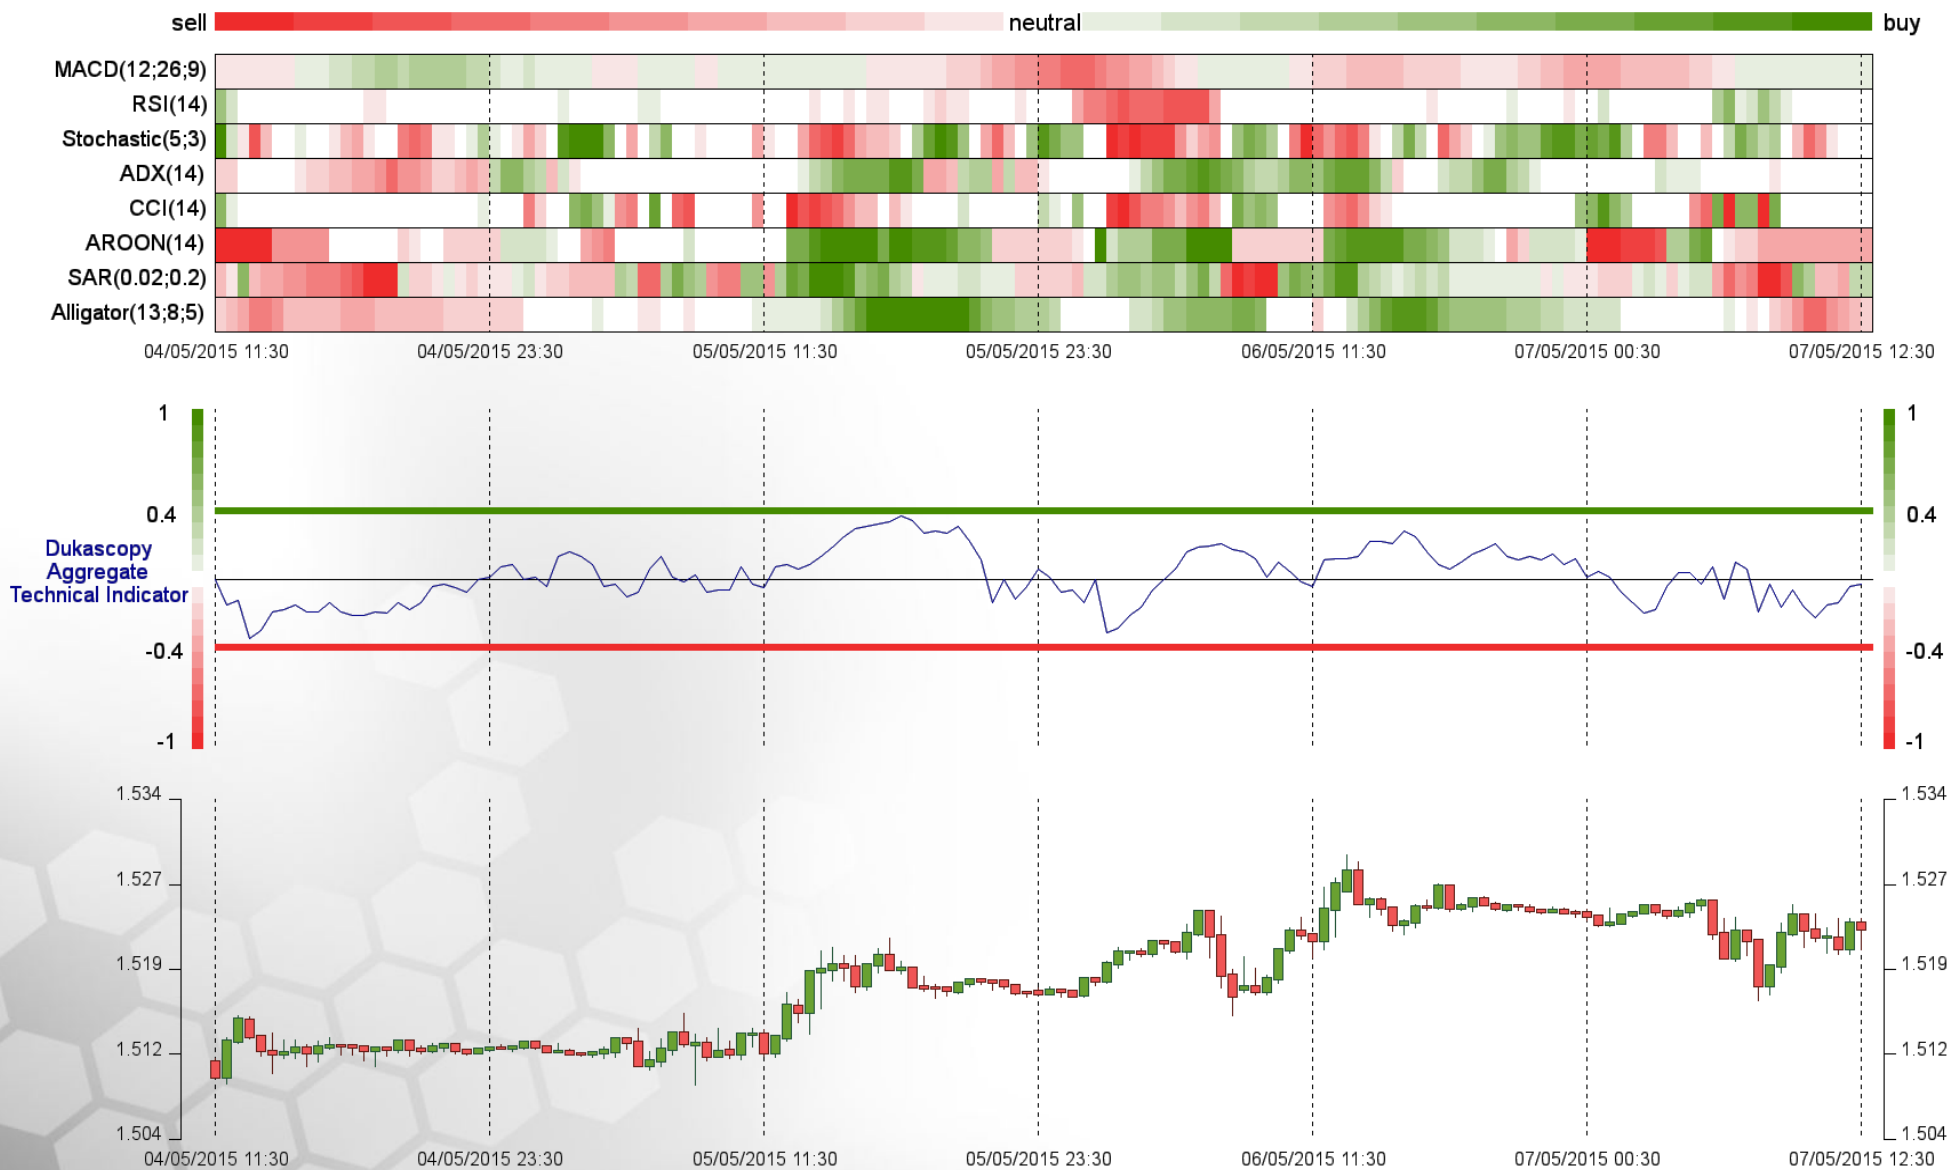 sell neutral buy
MACD(12;26;9)
RSI(14)
Stochastic(5;3)
ADX(14)
CCI(14)
AROON(14)
SAR(0.02;0.2)
Alligator(13;8;5)
04/05/2015 11:30 04/05/2015 23:30 05/05/2015 11:30 05/05/2015 23:30 06/05/2015 11:30 07/05/2015 00:30 07/05/2015 12:30
1 1
0.4 0.4
Dukascopy
Aggregate
Technical Indicator
-0.4 -0.4
-1 -1
1.534 1.534
1.527 1.527
1.519 1.519
1.512 1.512
1.504 1.504
04/05/2015 11:30 04/05/2015 23:30 05/05/2015 11:30 05/05/2015 23:30 06/05/2015 11:30 07/05/2015 00:30 07/05/2015 12:30